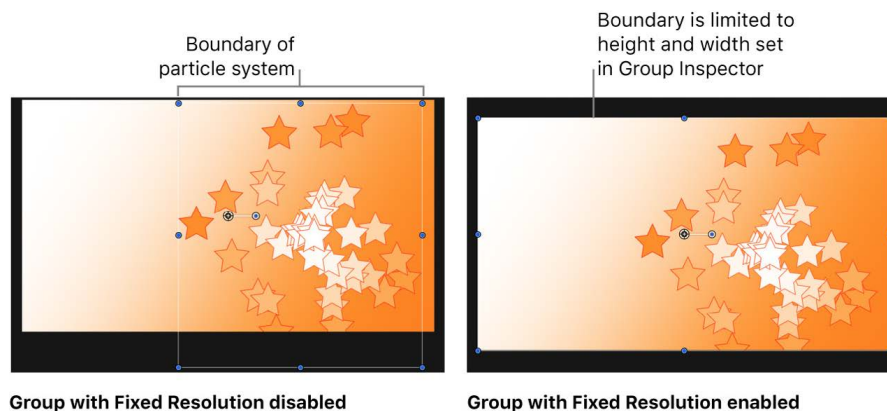 Boundary of
particle system
Boundary is limited to
height and width set
in Group Inspector
Group with Fixed Resolution disabled
Group with Fixed Resolution enabled